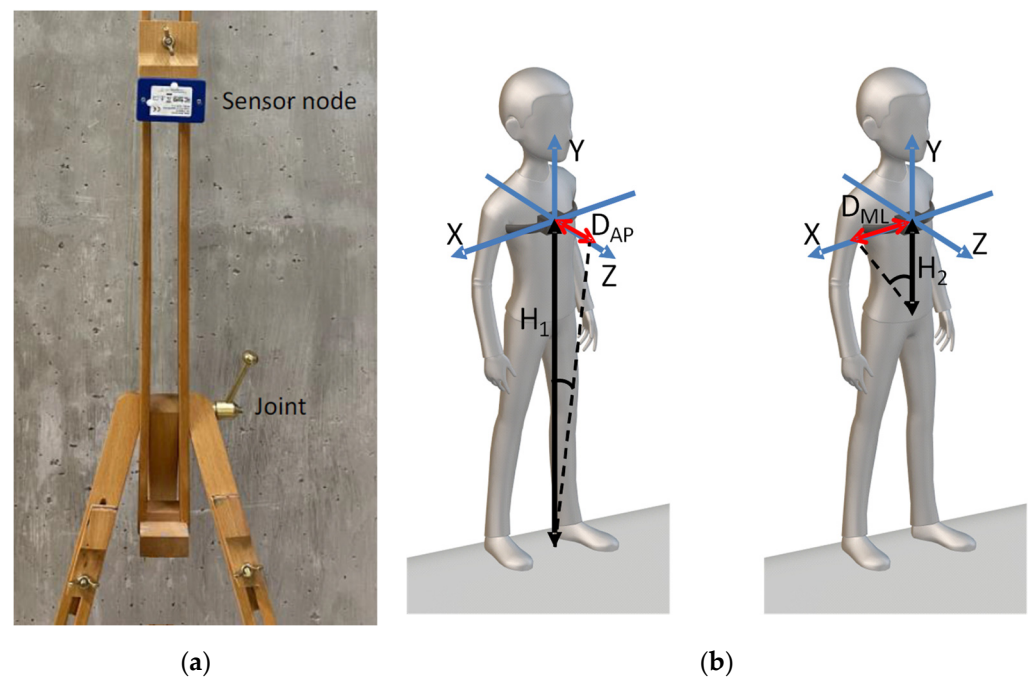 Sensor node
Joint
Y
X
D_AP
Z
H_1
Y
D_ML
X
Z
H_2
(a)
(b)